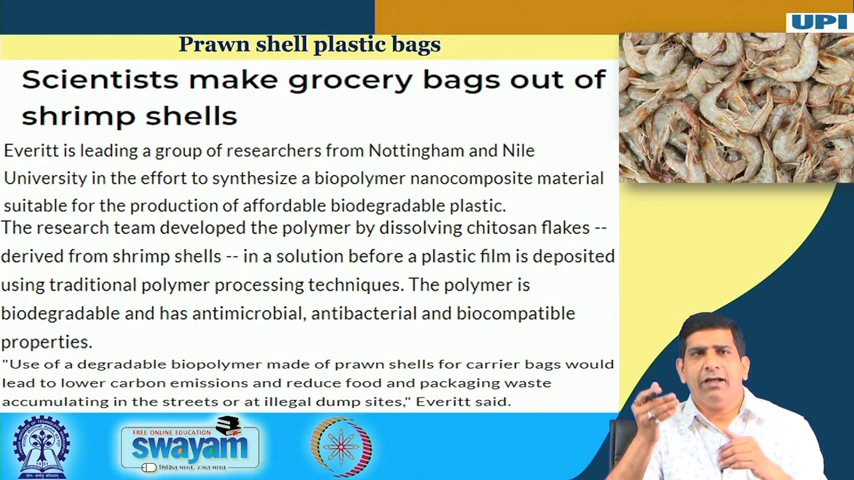 UPI
Prawn shell plastic bags
Scientists make grocery bags out of
shrimp shells
Everitt is leading a group of researchers from Nottingham and Nile
University in the effort to synthesize a biopolymer nanocomposite material
suitable for the production of affordable biodegradable plastic.
The research team developed the polymer by dissolving chitosan flakes --
derived from shrimp shells -- in a solution before a plastic film is deposited
using traditional polymer processing techniques. The polymer is
biodegradable and has antimicrobial, antibacterial and biocompatible
properties.
"Use of a degradable biopolymer made of prawn shells for carrier bags would
lead to lower carbon emissions and reduce food and packaging waste
accumulating in the streets or at illegal dump sites," Everitt said.
FREE ONLINE EDUCATION
swayam